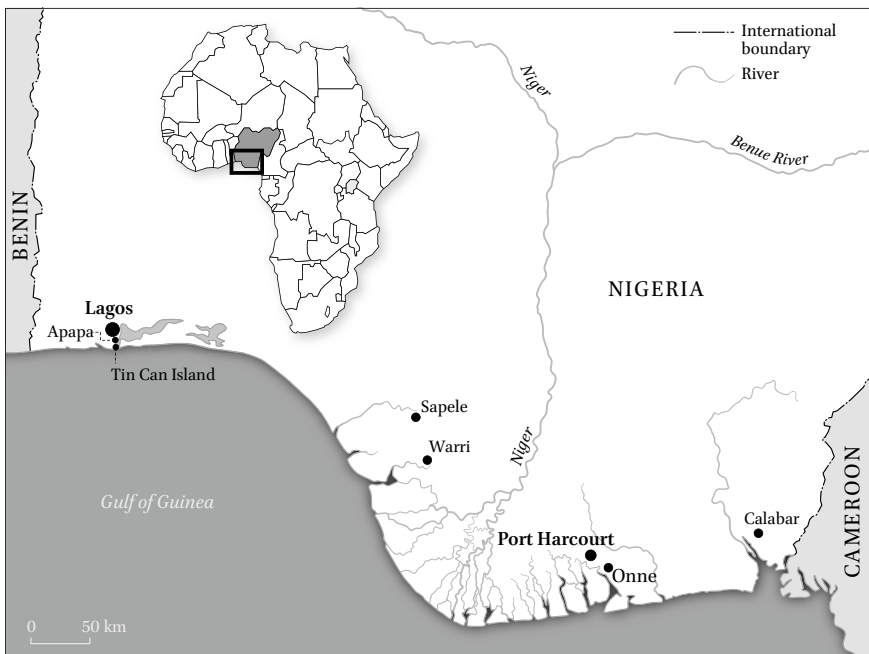 International
boundary
River
Niger
Benue River
BENIN
NIGERIA
Lagos
Apapa
Tin Can Island
Sapele
Warri
Niger
Gulf of Guinea
Calabar
CAMEROON
Port Harcourt
Onne
0 50 km